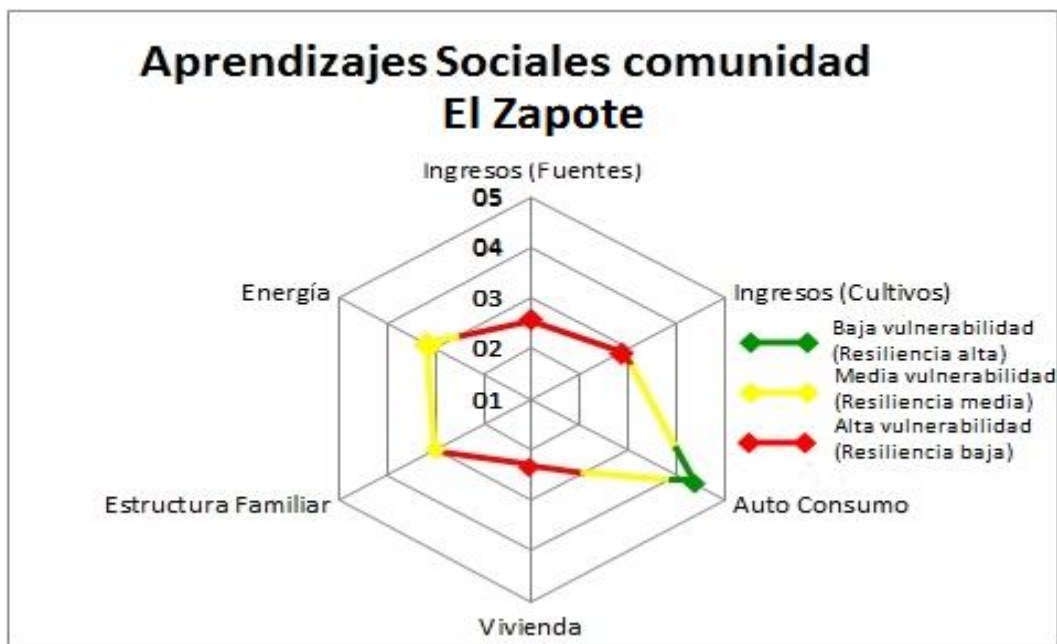 Aprendizajes Sociales comunidad
El Zapote
Ingresos (Fuentes)
05
04
03
02
01
Energía
Ingresos (Cultivos)
Baja vulnerabilidad
(Resiliencia alta)
Media vulnerabilidad
(Resiliencia media)
Alta vulnerabilidad
(Resiliencia baja)
Estructura Familiar
Auto Consumo
Vivienda